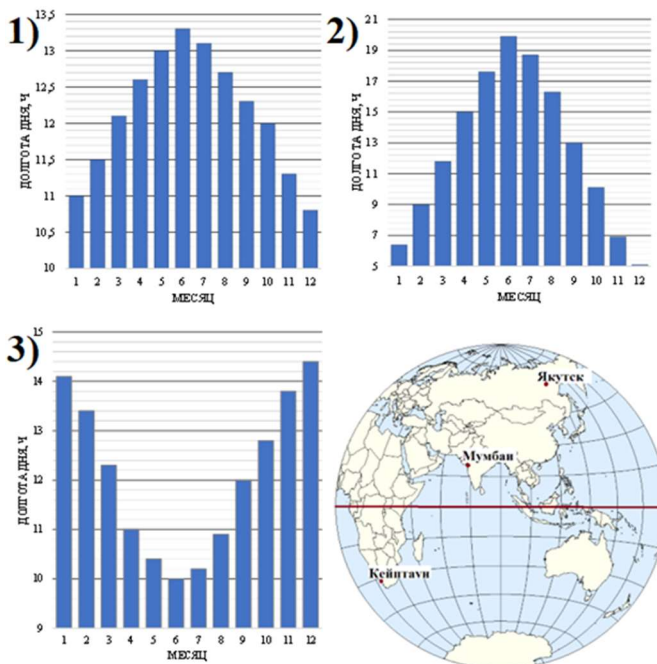 1)
ДОЛГОТА ДНЯ, Ч
13,5
13
12,5
12
11,5
11
10,5
10
1 2 3 4 5 6 7 8 9 10 11 12
МЕСЯЦ
2)
ДОЛГОТА ДНЯ, Ч
21
19
17
15
13
11
9
7
5
1 2 3 4 5 6 7 8 9 10 11 12
МЕСЯЦ
3)
ДОЛГОТА ДНЯ, Ч
15
14
13
12
11
10
9
1 2 3 4 5 6 7 8 9 10 11 12
МЕСЯЦ
Якутск
Мумбаи
Кейптаун